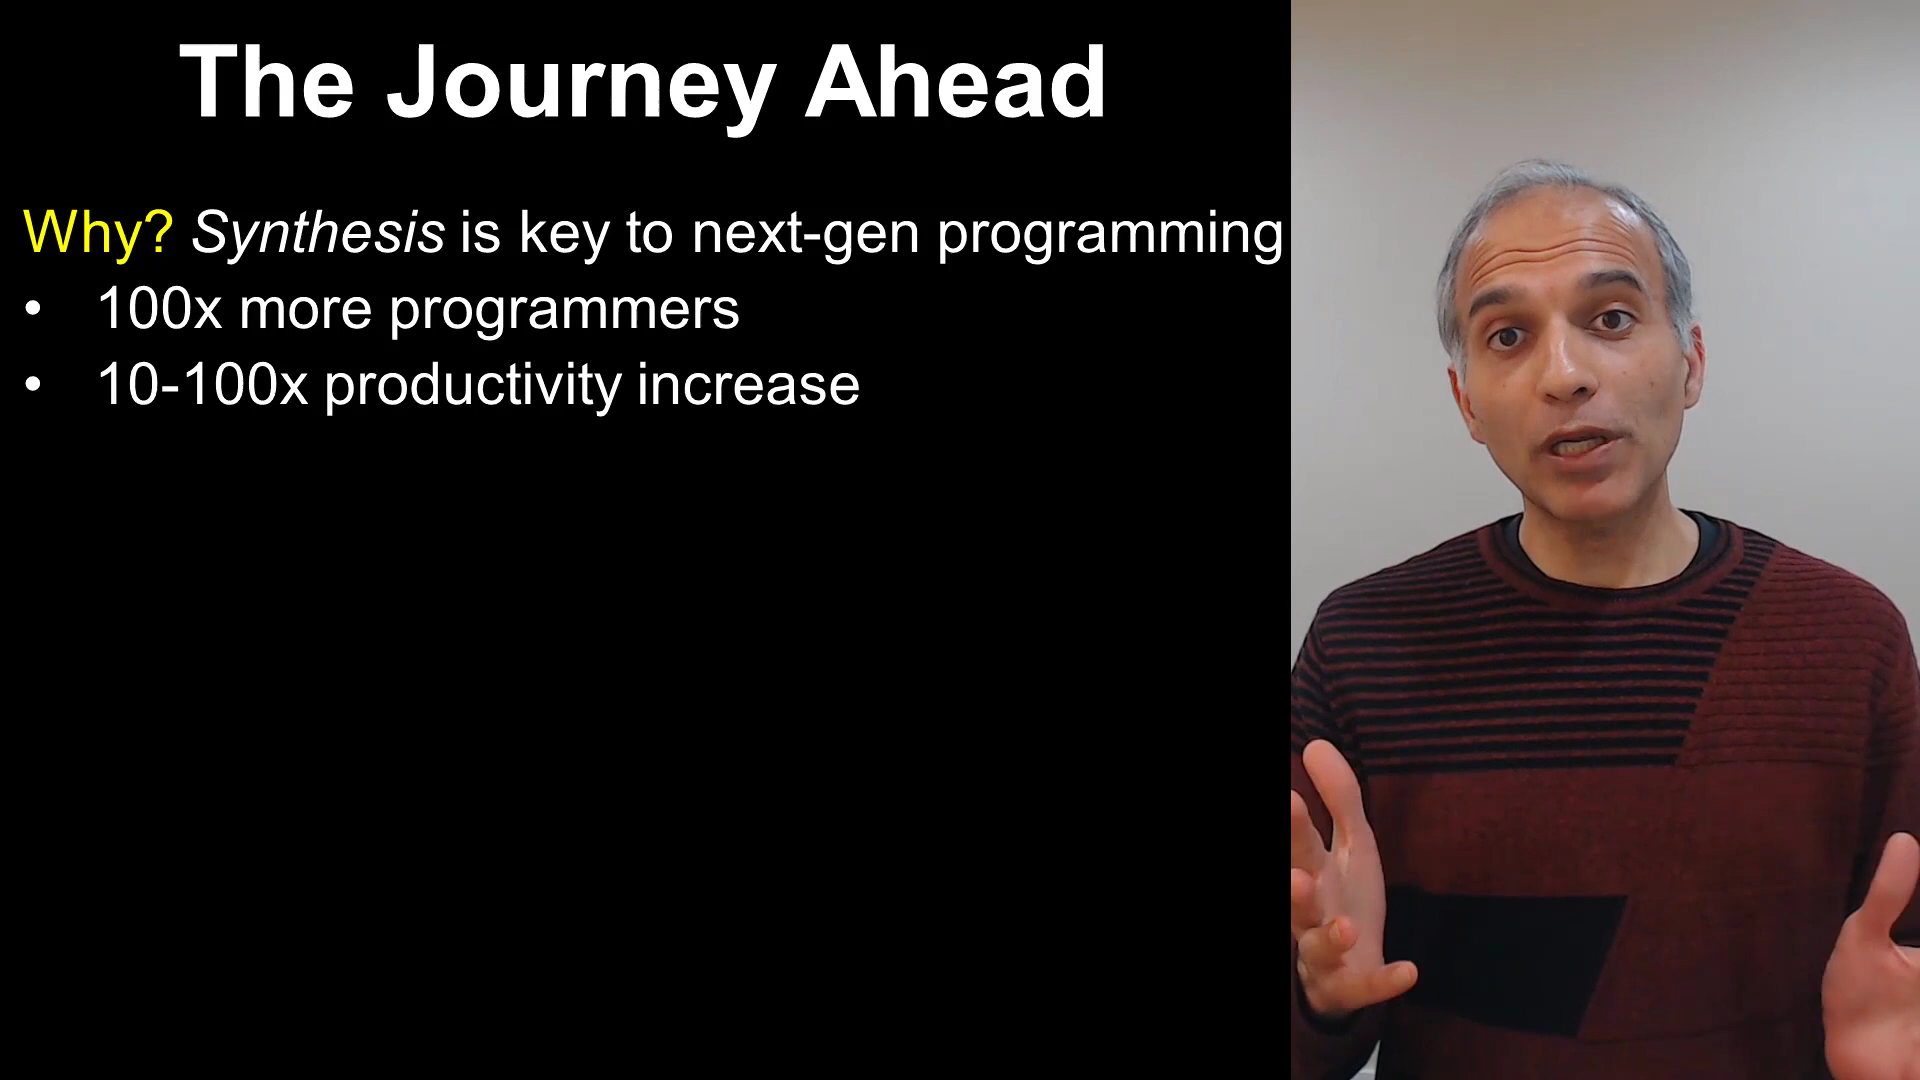 The Journey Ahead
Why? Synthesis is key to next-gen programming
• 100x more programmers
• 10-100x productivity increase